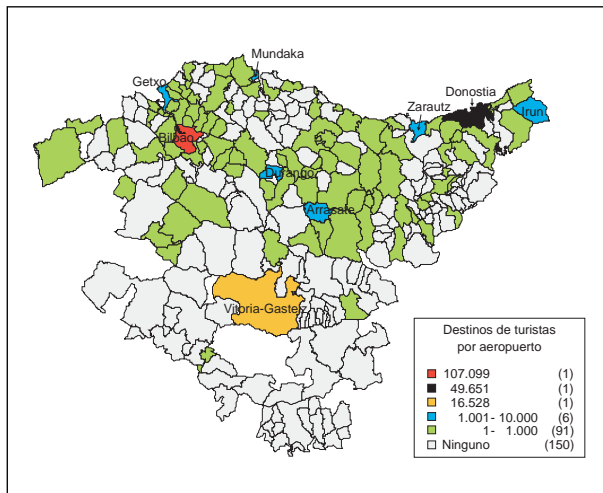 Mundaka
Getxo
Donostia
Zarautz
Irun
Bilbao
Durango
Arrasate
Vitoria-Gasteiz
Destinos de turistas
por aeropuerto
107.099 (1)
49.651 (1)
16.528 (1)
1.001- 10.000 (6)
1- 1.000 (91)
Ninguno (150)